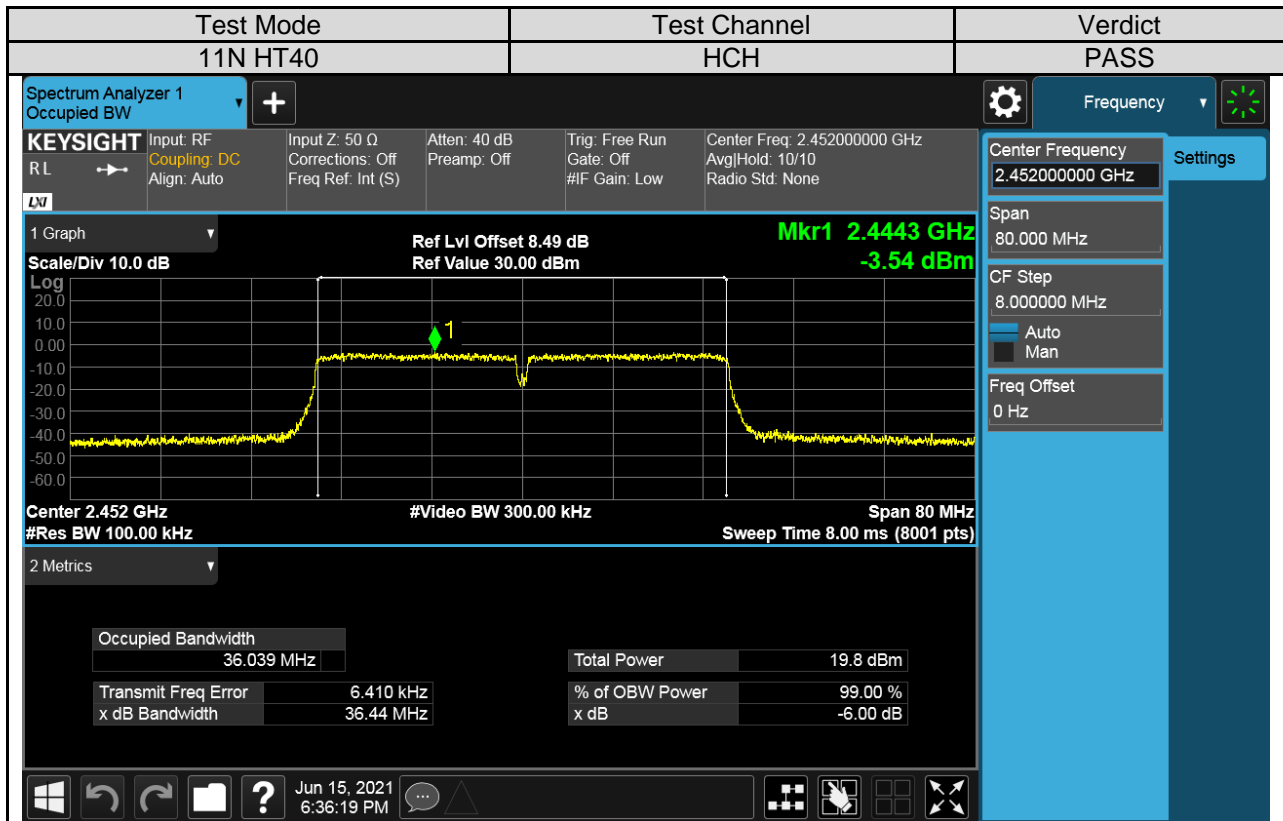 Test Mode Test Channel Verdict
11N HT40 HCH PASS
Spectrum Analyzer 1
Occupied BW
+
Frequency
KEYSIGHT
RL
LXI
Input: RF
Coupling: DC
Align: Auto
Input Z: 50 Ω
Corrections: Off
Freq Ref: Int (S)
Atten: 40 dB
Preamp: Off
Trig: Free Run
Gate: Off
#IF Gain: Low
Center Freq: 2.452000000 GHz
Avg|Hold: 10/10
Radio Std: None
Center Frequency
2.452000000 GHz
Settings
Span
80.000 MHz
CF Step
8.000000 MHz
Auto
Man
Freq Offset
0 Hz
1 Graph
Scale/Div 10.0 dB
Ref Lvl Offset 8.49 dB
Ref Value 30.00 dBm
Mkr1 2.4443 GHz
-3.54 dBm
Log
20.0
10.0
0.00
-10.0
-20.0
-30.0
-40.0
-50.0
-60.0
1
Center 2.452 GHz
#Res BW 100.00 kHz
#Video BW 300.00 kHz
Span 80 MHz
Sweep Time 8.00 ms (8001 pts)
2 Metrics
Occupied Bandwidth
36.039 MHz
Total Power 19.8 dBm
Transmit Freq Error 6.410 kHz
% of OBW Power 99.00 %
x dB Bandwidth 36.44 MHz
x dB -6.00 dB
?
Jun 15, 2021
6:36:19 PM